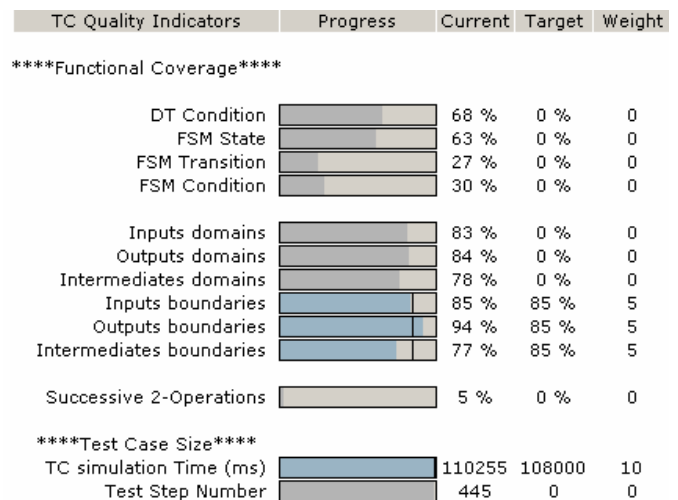 TC Quality Indicators Progress Current Target Weight
****Functional Coverage****
DT Condition 68 % 0 % 0
FSM State 63 % 0 % 0
FSM Transition 27 % 0 % 0
FSM Condition 30 % 0 % 0
Inputs domains 83 % 0 % 0
Outputs domains 84 % 0 % 0
Intermediates domains 78 % 0 % 0
Inputs boundaries 85 % 85 % 5
Outputs boundaries 94 % 85 % 5
Intermediates boundaries 77 % 85 % 5
Successive 2-Operations 5 % 0 % 0
****Test Case Size****
TC simulation Time (ms) 110255 108000 10
Test Step Number 445 0 0